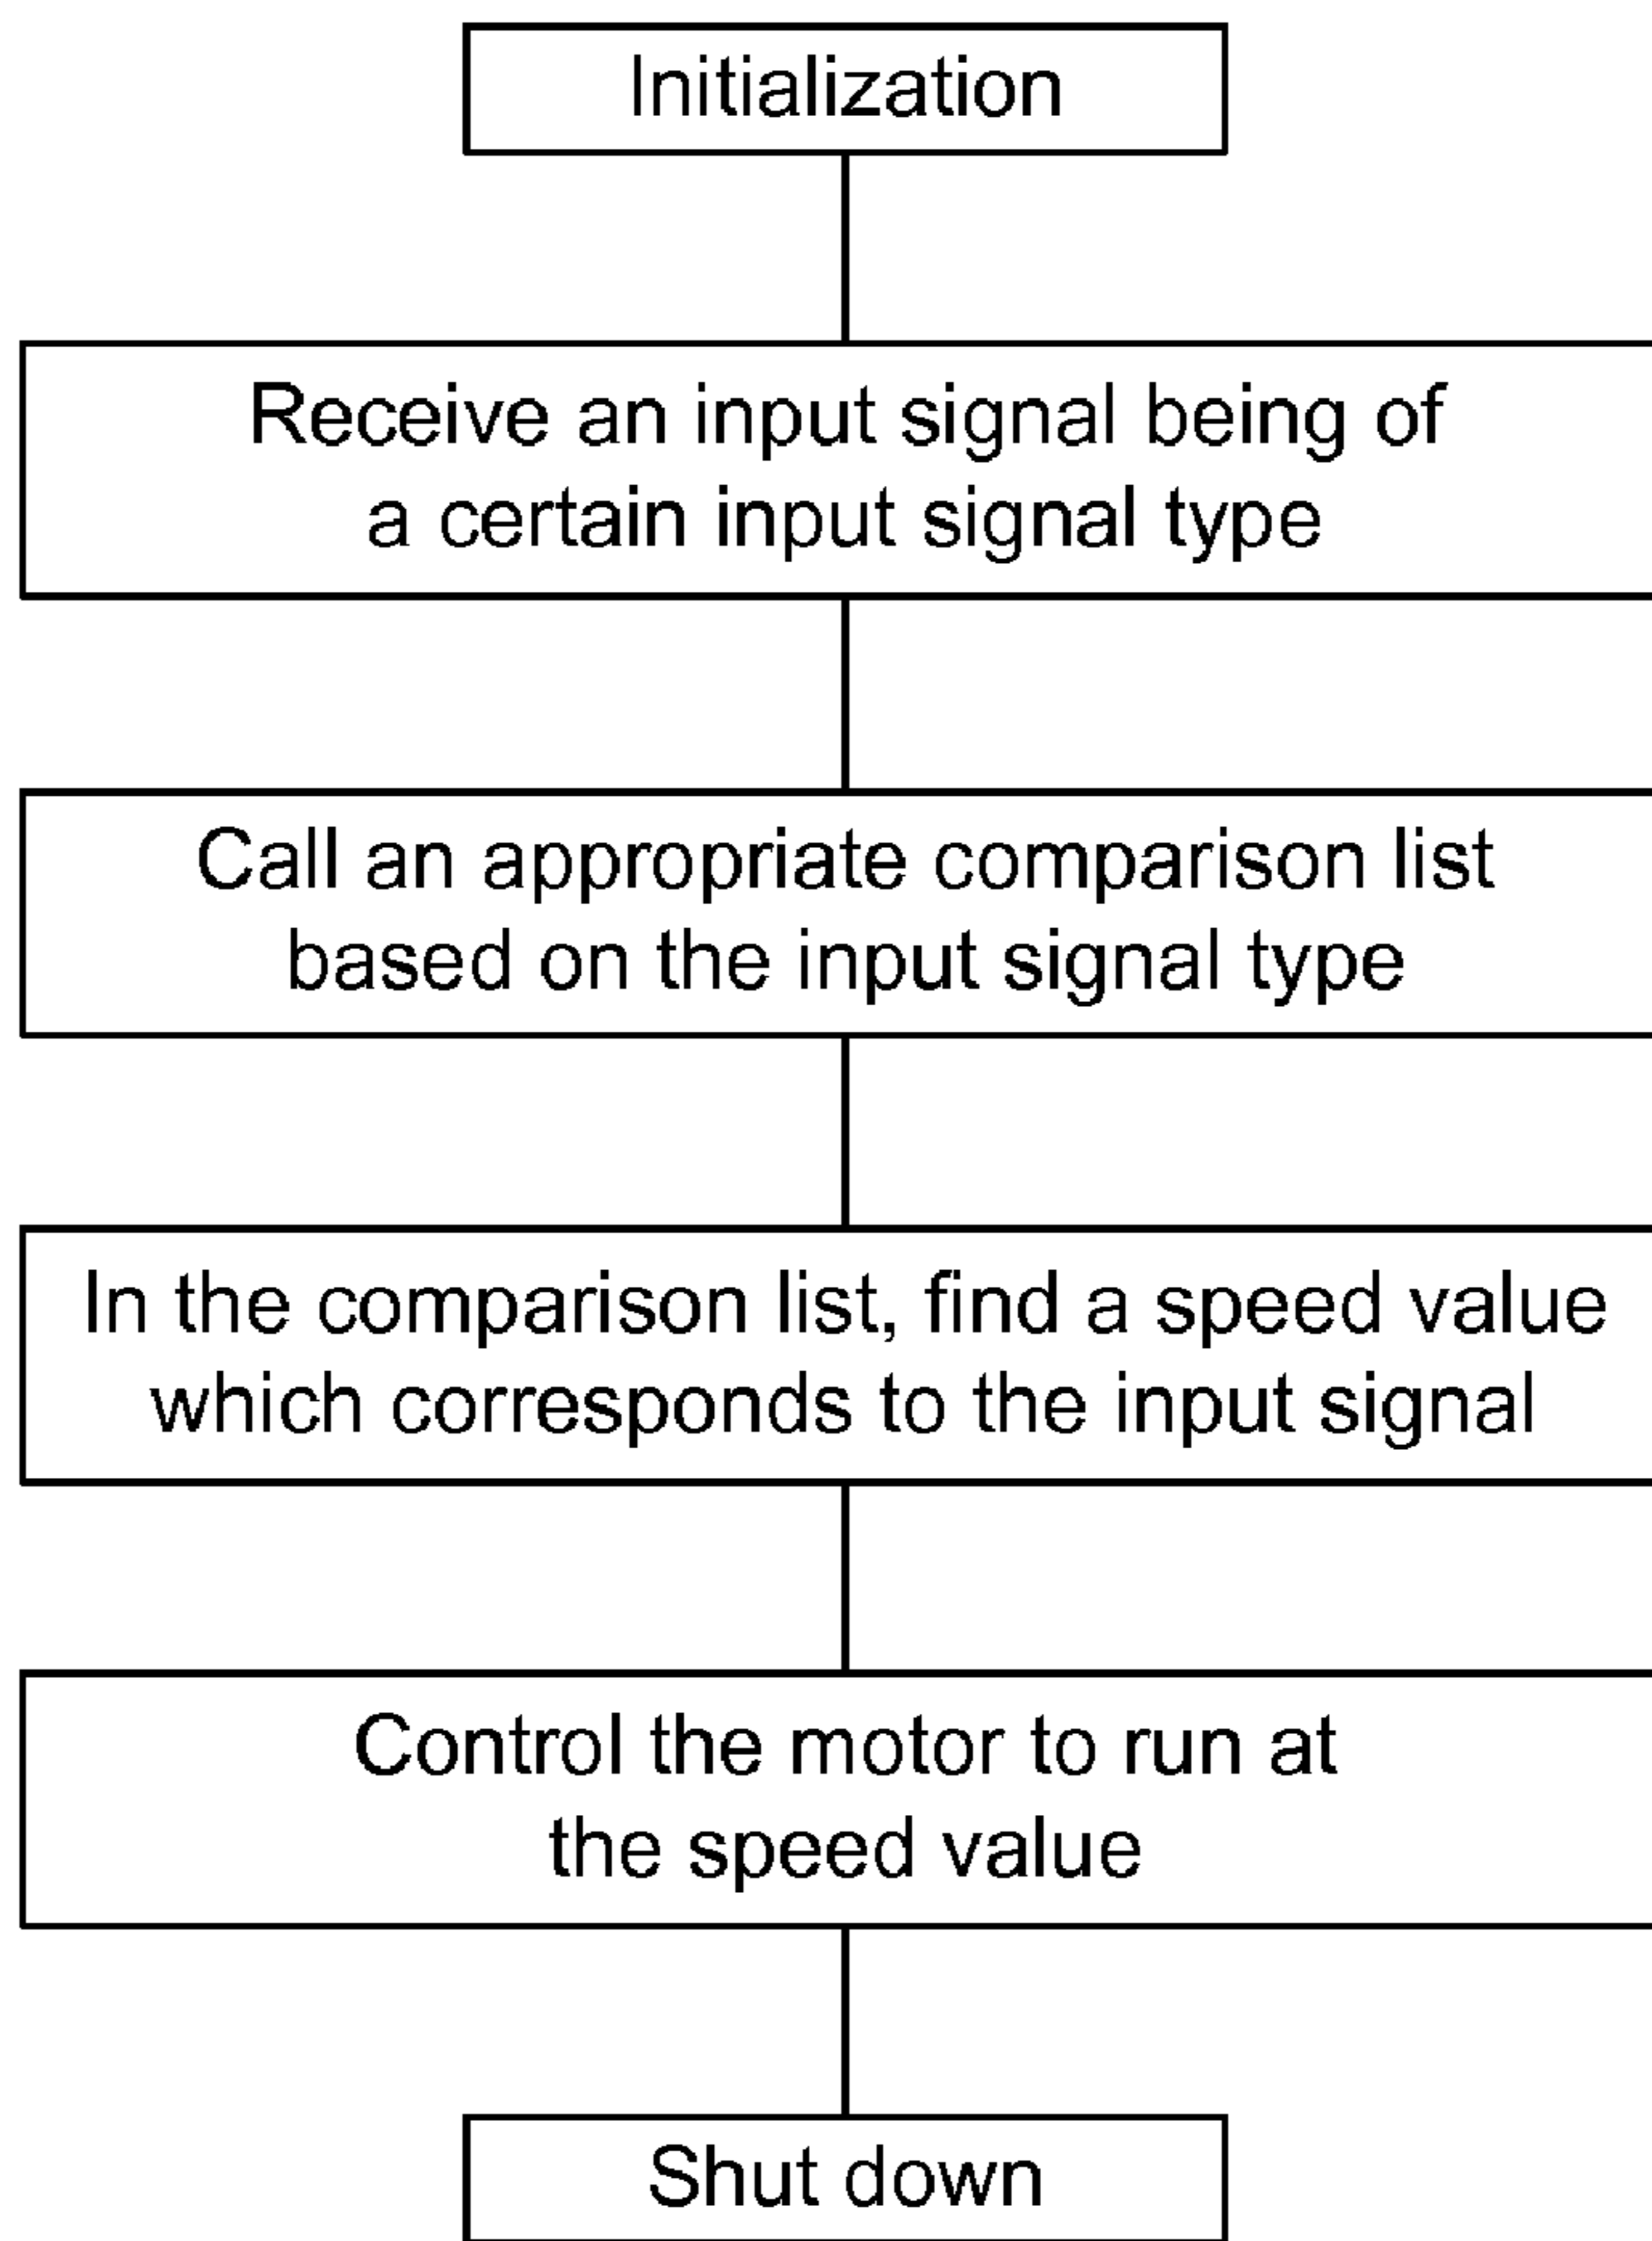 Initialization
Receive an input signal being of
a certain input signal type
Call an appropriate comparison list
based on the input signal type
In the comparison list, find a speed value
which corresponds to the input signal
Control the motor to run at
the speed value
Shut down